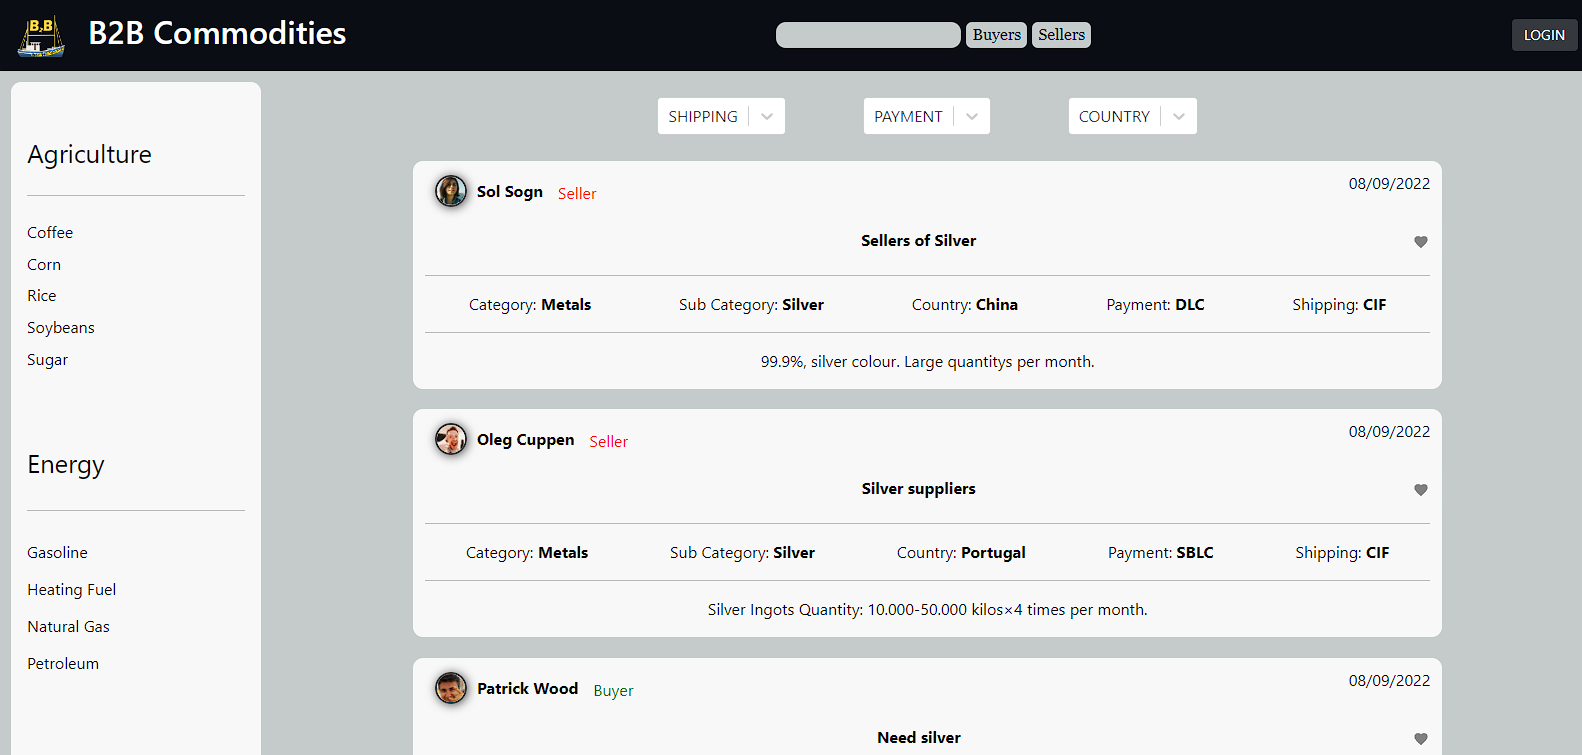 B2B
B2B Commodities
Buyers
Sellers
LOGIN
Agriculture
Coffee
Corn
Rice
Soybeans
Sugar
Energy
Gasoline
Heating Fuel
Natural Gas
Petroleum
SHIPPING
PAYMENT
COUNTRY
Sol Sogn Seller
08/09/2022
Sellers of Silver
Category: Metals Sub Category: Silver Country: China Payment: DLC Shipping: CIF
99.9%, silver colour. Large quantitys per month.
Oleg Cuppen Seller
08/09/2022
Silver suppliers
Category: Metals Sub Category: Silver Country: Portugal Payment: SBLC Shipping: CIF
Silver Ingots Quantity: 10.000-50.000 kilos×4 times per month.
Patrick Wood Buyer
08/09/2022
Need silver